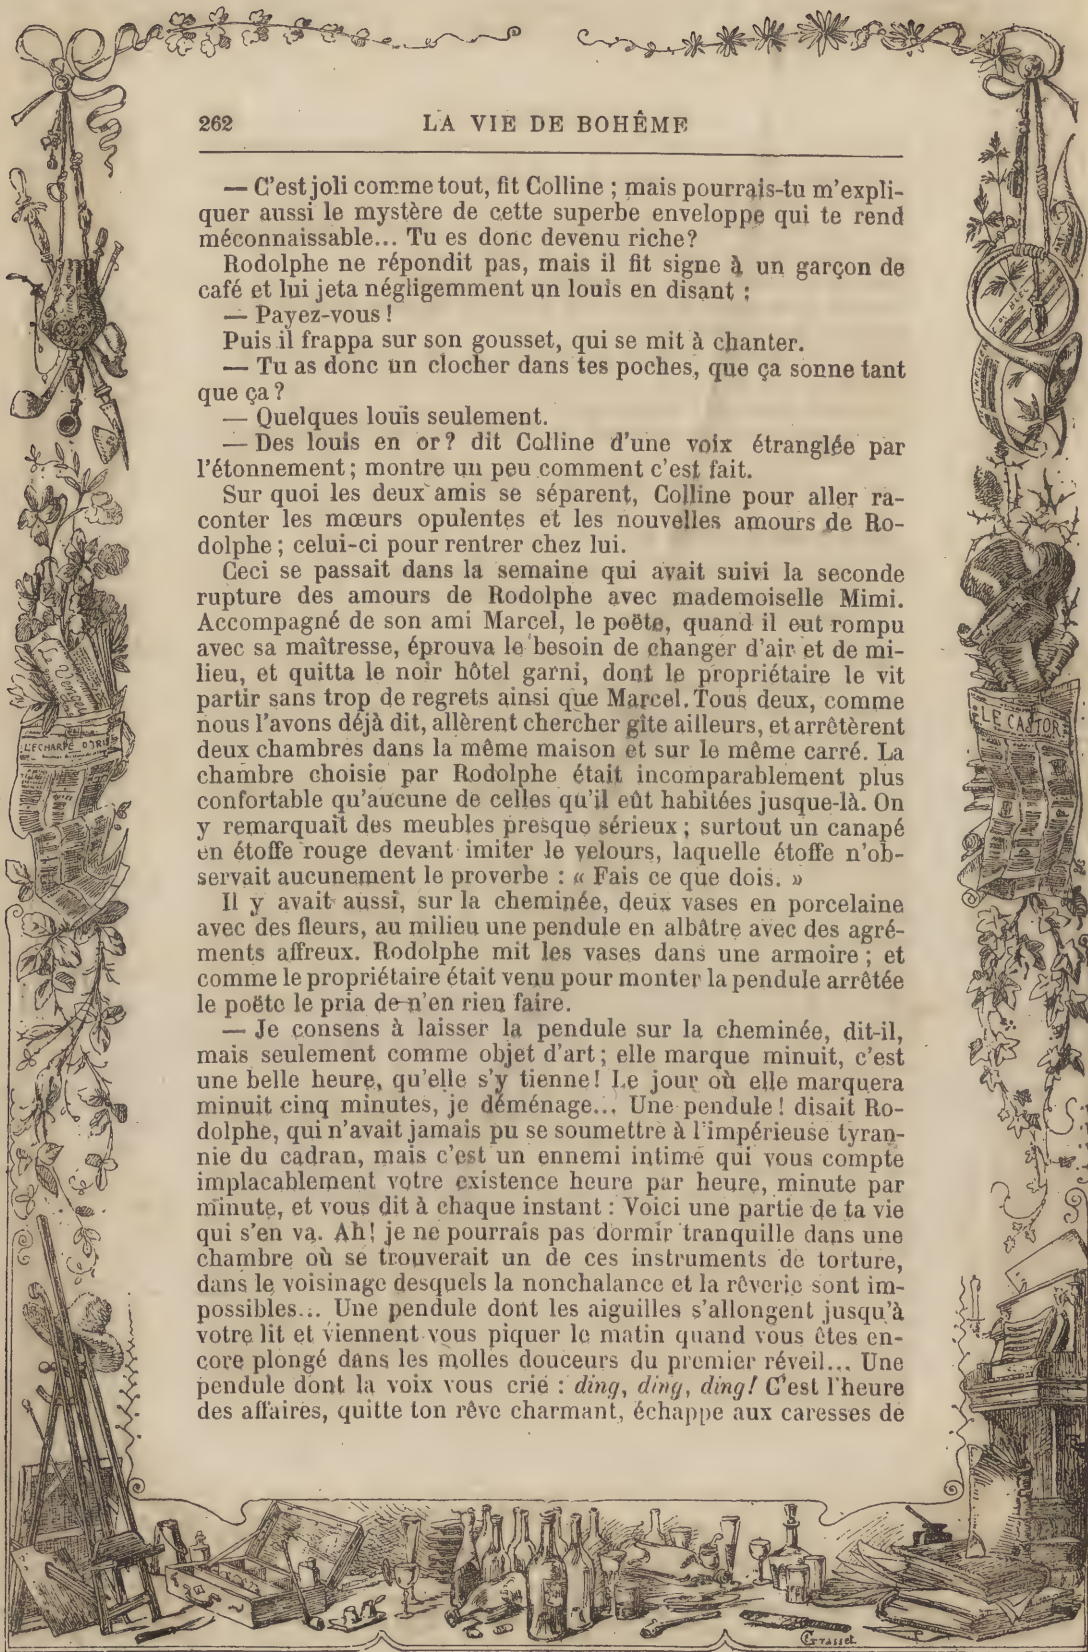 262 LA VIE DE BOHÊME
— C'est joli comme tout, fit Colline ; mais pourrais-tu m'expli-
quer aussi le mystère de cette superbe enveloppe qui te rend
méconnaissable... Tu es donc devenu riche?
Rodolphe ne répondit pas, mais il fit signe à un garçon de
café et lui jeta négligemment un louis en disant :
— Payez-vous !
Puis il frappa sur son gousset, qui se mit à chanter.
— Tu as donc un clocher dans tes poches, que ça sonne tant
que ça ?
— Quelques louis seulement.
— Des louis en or? dit Colline d'une voix étranglée par
l'étonnement ; montre un peu comment c'est fait.
Sur quoi les deux amis se séparent, Colline pour aller ra-
conter les mœurs opulentes et les nouvelles amours de Ro-
dolphe ; celui-ci pour rentrer chez lui.
Ceci se passait dans la semaine qui avait suivi la seconde
rupture des amours de Rodolphe avec mademoiselle Mimi.
Accompagné de son ami Marcel, le poëte, quand il eut rompu
avec sa maîtresse, éprouva le besoin de changer d'air et de mi-
lieu, et quitta le noir hôtel garni, dont le propriétaire le vit
partir sans trop de regrets ainsi que Marcel. Tous deux, comme
nous l'avons déjà dit, allèrent chercher gîte ailleurs, et arrêtèrent
deux chambres dans la même maison et sur le même carré. La
chambre choisie par Rodolphe était incomparablement plus
confortable qu'aucune de celles qu'il eût habitées jusque-là. On
y remarquait des meubles presque sérieux ; surtout un canapé
en étoffe rouge devant imiter le velours, laquelle étoffe n'ob-
servait aucunement le proverbe : « Fais ce que dois. »
Il y avait aussi, sur la cheminée, deux vases en porcelaine
avec des fleurs, au milieu une pendule en albâtre avec des agré-
ments affreux. Rodolphe mit les vases dans une armoire ; et
comme le propriétaire était venu pour monter la pendule arrêtée
le poëte le pria de n'en rien faire.
— Je consens à laisser la pendule sur la cheminée, dit-il,
mais seulement comme objet d'art ; elle marque minuit, c'est
une belle heure, qu'elle s'y tienne! Le jour où elle marquera
minuit cinq minutes, je déménage... Une pendule ! disait Ro-
dolphe, qui n'avait jamais pu se soumettre à l'impérieuse tyran-
nie du cadran, mais c'est un ennemi intime qui vous compte
implacablement votre existence heure par heure, minute par
minute, et vous dit à chaque instant : Voici une partie de ta vie
qui s'en va. Ah! je ne pourrais pas dormir tranquille dans une
chambre où se trouverait un de ces instruments de torture,
dans le voisinage desquels la nonchalance et la rêverie sont im-
possibles... Une pendule dont les aiguilles s'allongent jusqu'à
votre lit et viennent vous piquer le matin quand vous êtes en-
core plongé dans les molles douceurs du premier réveil... Une
pendule dont la voix vous crie : ding, ding, ding! C'est l'heure
des affaires, quitte ton rêve charmant, échappe aux caresses de
L'ECHARPE D'IRIS
LE CASTOR
Grasset